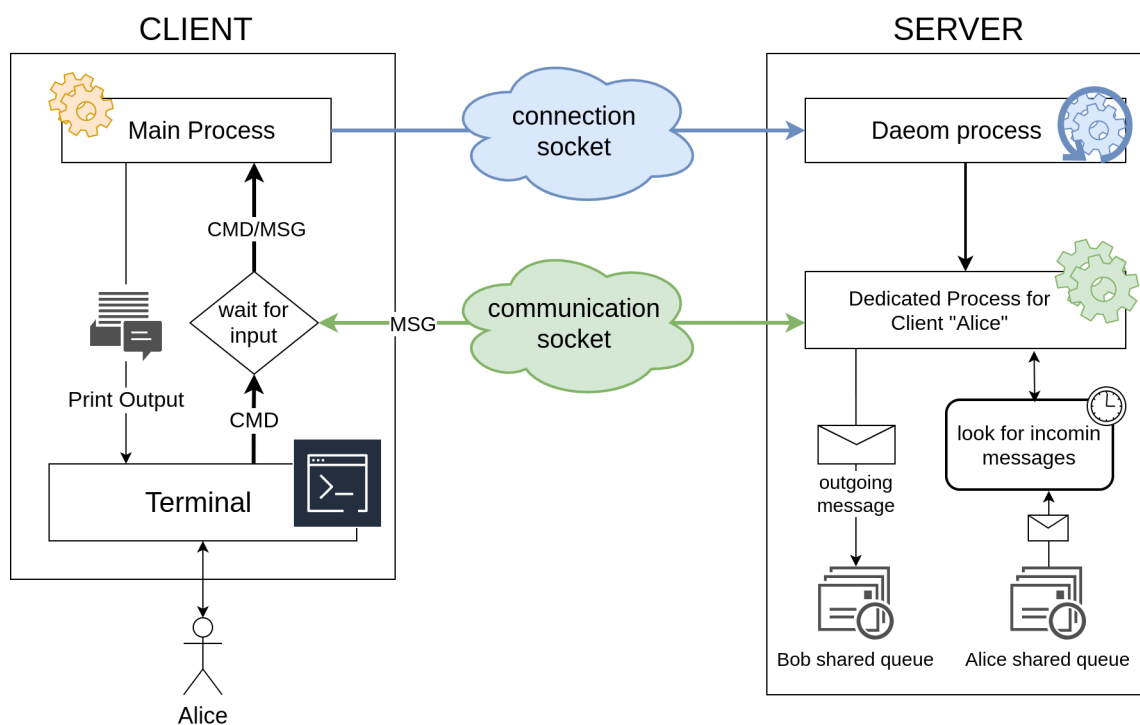 CLIENT
SERVER
Main Process
connection
socket
Daeom process
CMD/MSG
wait for
input
MSG
communication
socket
Dedicated Process for
Client "Alice"
Print Output
CMD
look for incomin
messages
outgoing
message
Terminal
Bob shared queue
Alice shared queue
Alice